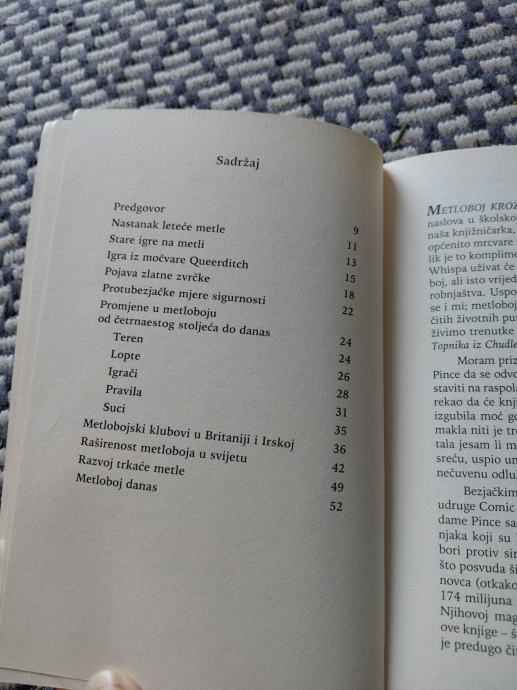 Sadržaj
Predgovor 9
Nastanak leteće metle 11
Stare igre na metli 13
Igra iz močvare Queerditch 15
Pojava zlatne zvrčke 18
Protubezjačke mjere sigurnosti 22
Promjene u metloboju
od četrnaestog stoljeća do danas 24
Teren 24
Lopte 26
Igrači 28
Pravila 31
Suci 35
Metlobojski klubovi u Britaniji i Irskoj 36
Raširenost metloboja u svijetu 42
Razvoj trkaće metle 49
Metloboj danas 52
METLOBOJ KROZ
naslova u školsko
naša knjižničarka,
općenito mrcvare
lik je to komplime
Whispa uživat će
boj, ali isto vrijed
robnjaštva. Uspo
se i mi; metloboj
čitih životnih put
živimo trenutke
Topnika iz Chudle
Moram priz
Pince da se odvo
staviti na raspola
rekao da će knji
izgubila moć go
makla niti je tre
tala jesam li m
sreću, uspio un
nečuvenu odlu
Bezjačkim
udruge Comic
dame Pince sa
njaka koji su
bori protiv sir
što posvuda ši
novca (otkako
174 milijuna
Njihovoj mag
ove knjige – š
je predugo čit